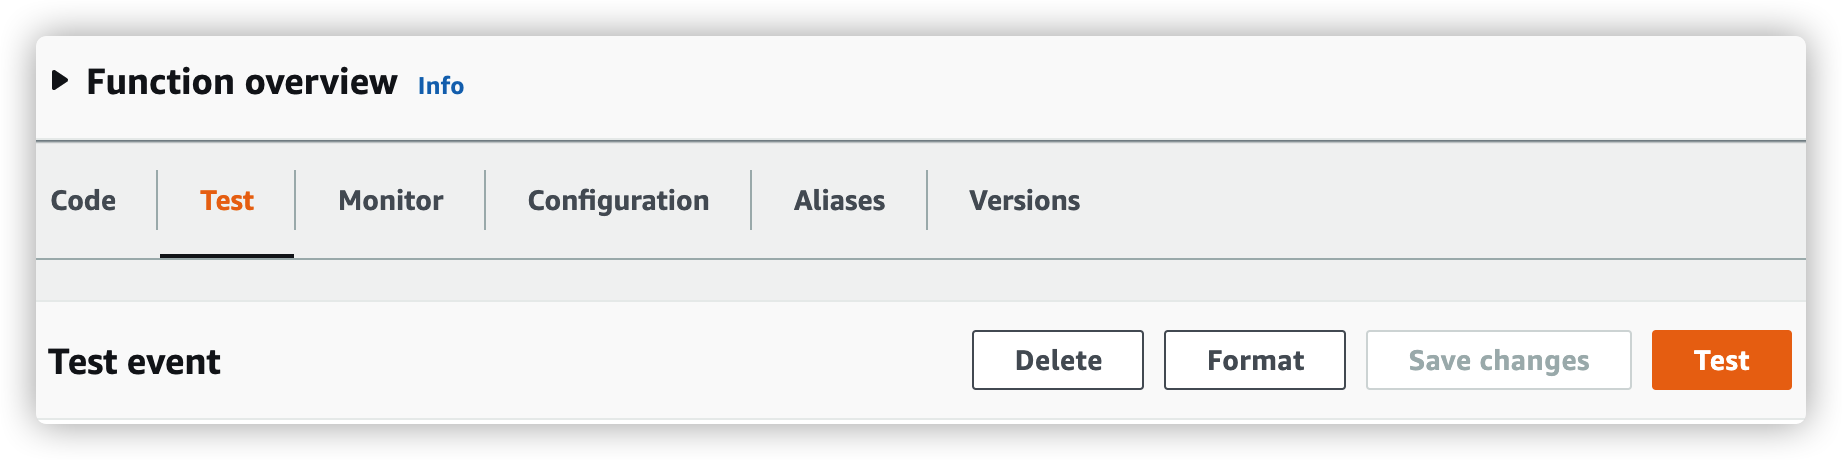 Function overview Info
Code Test Monitor Configuration Aliases Versions
Test event Delete Format Save changes Test